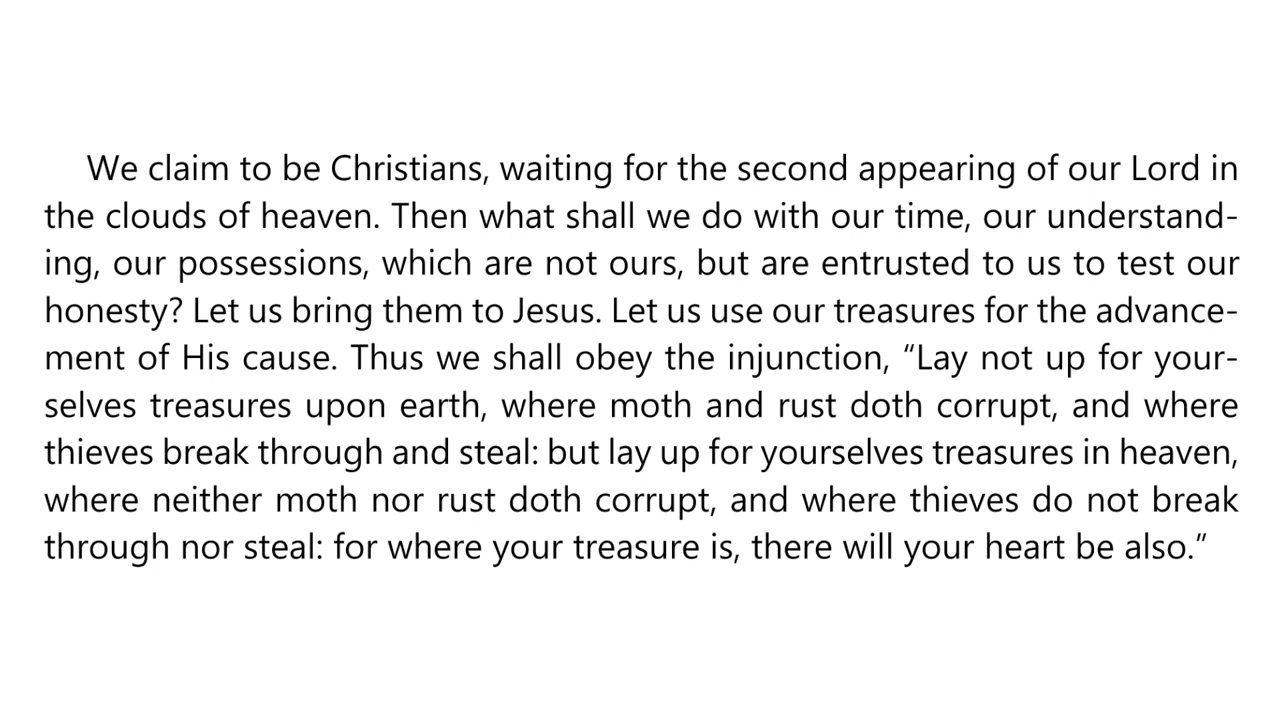 We claim to be Christians, waiting for the second appearing of our Lord in
the clouds of heaven. Then what shall we do with our time, our understand-
ing, our possessions, which are not ours, but are entrusted to us to test our
honesty? Let us bring them to Jesus. Let us use our treasures for the advance-
ment of His cause. Thus we shall obey the injunction, “Lay not up for your-
selves treasures upon earth, where moth and rust doth corrupt, and where
thieves break through and steal: but lay up for yourselves treasures in heaven,
where neither moth nor rust doth corrupt, and where thieves do not break
through nor steal: for where your treasure is, there will your heart be also.”